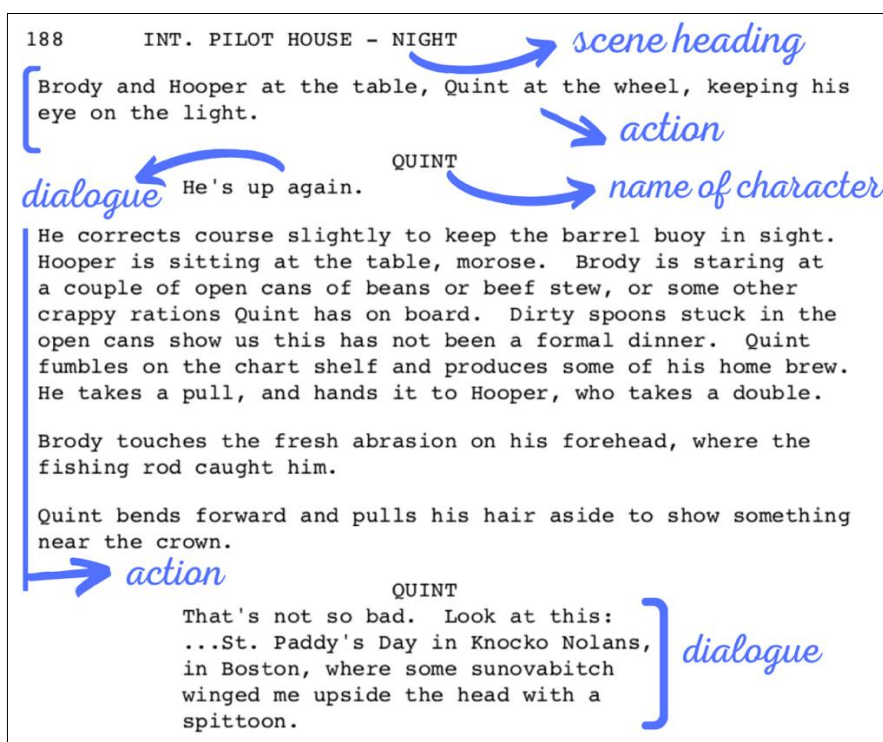 188 INT. PILOT HOUSE - NIGHT
scene heading
Brody and Hooper at the table, Quint at the wheel, keeping his
eye on the light.
action
QUINT
name of character
dialogue
He's up again.
He corrects course slightly to keep the barrel buoy in sight.
Hooper is sitting at the table, morose. Brody is staring at
a couple of open cans of beans or beef stew, or some other
crappy rations Quint has on board. Dirty spoons stuck in the
open cans show us this has not been a formal dinner. Quint
fumbles on the chart shelf and produces some of his home brew.
He takes a pull, and hands it to Hooper, who takes a double.
Brody touches the fresh abrasion on his forehead, where the
fishing rod caught him.
Quint bends forward and pulls his hair aside to show something
near the crown.
action
QUINT
That's not so bad. Look at this:
...St. Paddy's Day in Knocko Nolans,
in Boston, where some sunovabitch
winged me upside the head with a
spittoon.
dialogue